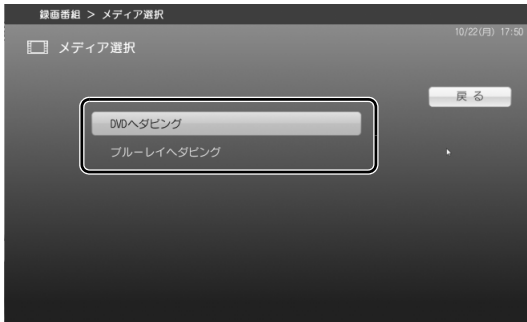 録画番組 ＞ メディア選択
10/22(月) 17:50
メディア選択
戻る
DVDへダビング
ブルーレイへダビング